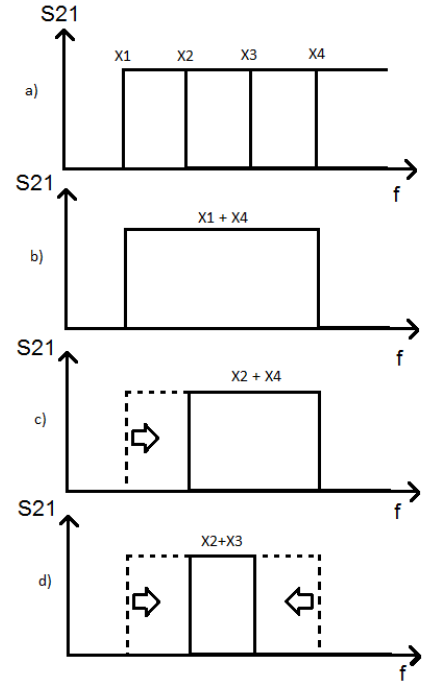 S21
X1 X2 X3 X4
a)
f
S21
X1 + X4
b)
f
S21
X2 + X4
c)
f
S21
X2+X3
d)
f